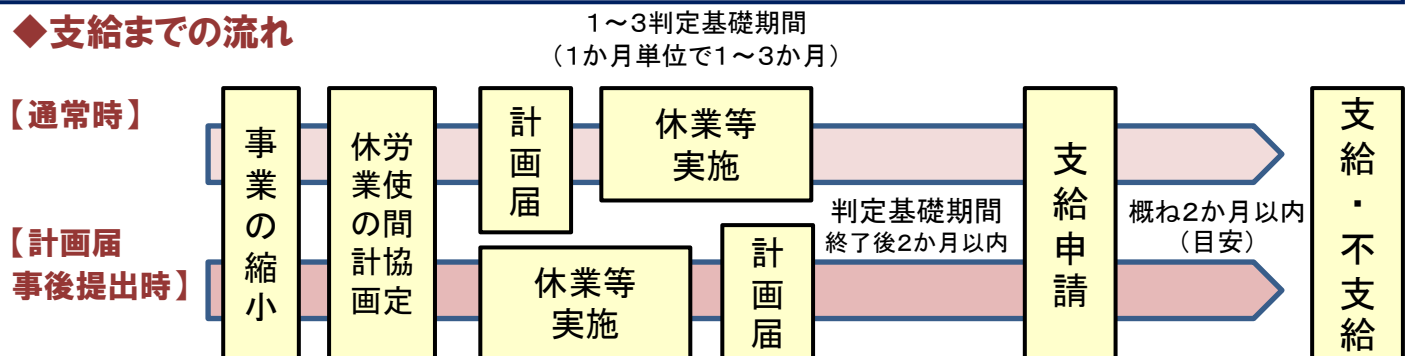 ◆支給までの流れ
1～3判定基礎期間
（1か月単位で1～3か月）
【通常時】
事業の縮小
労使間協定
休業の計画
計画届
休業等
実施
支給申請
支給・不支給
判定基礎期間
終了後2か月以内
概ね2か月以内
（目安）
【計画届
事後提出時】
休業等
実施
計画届